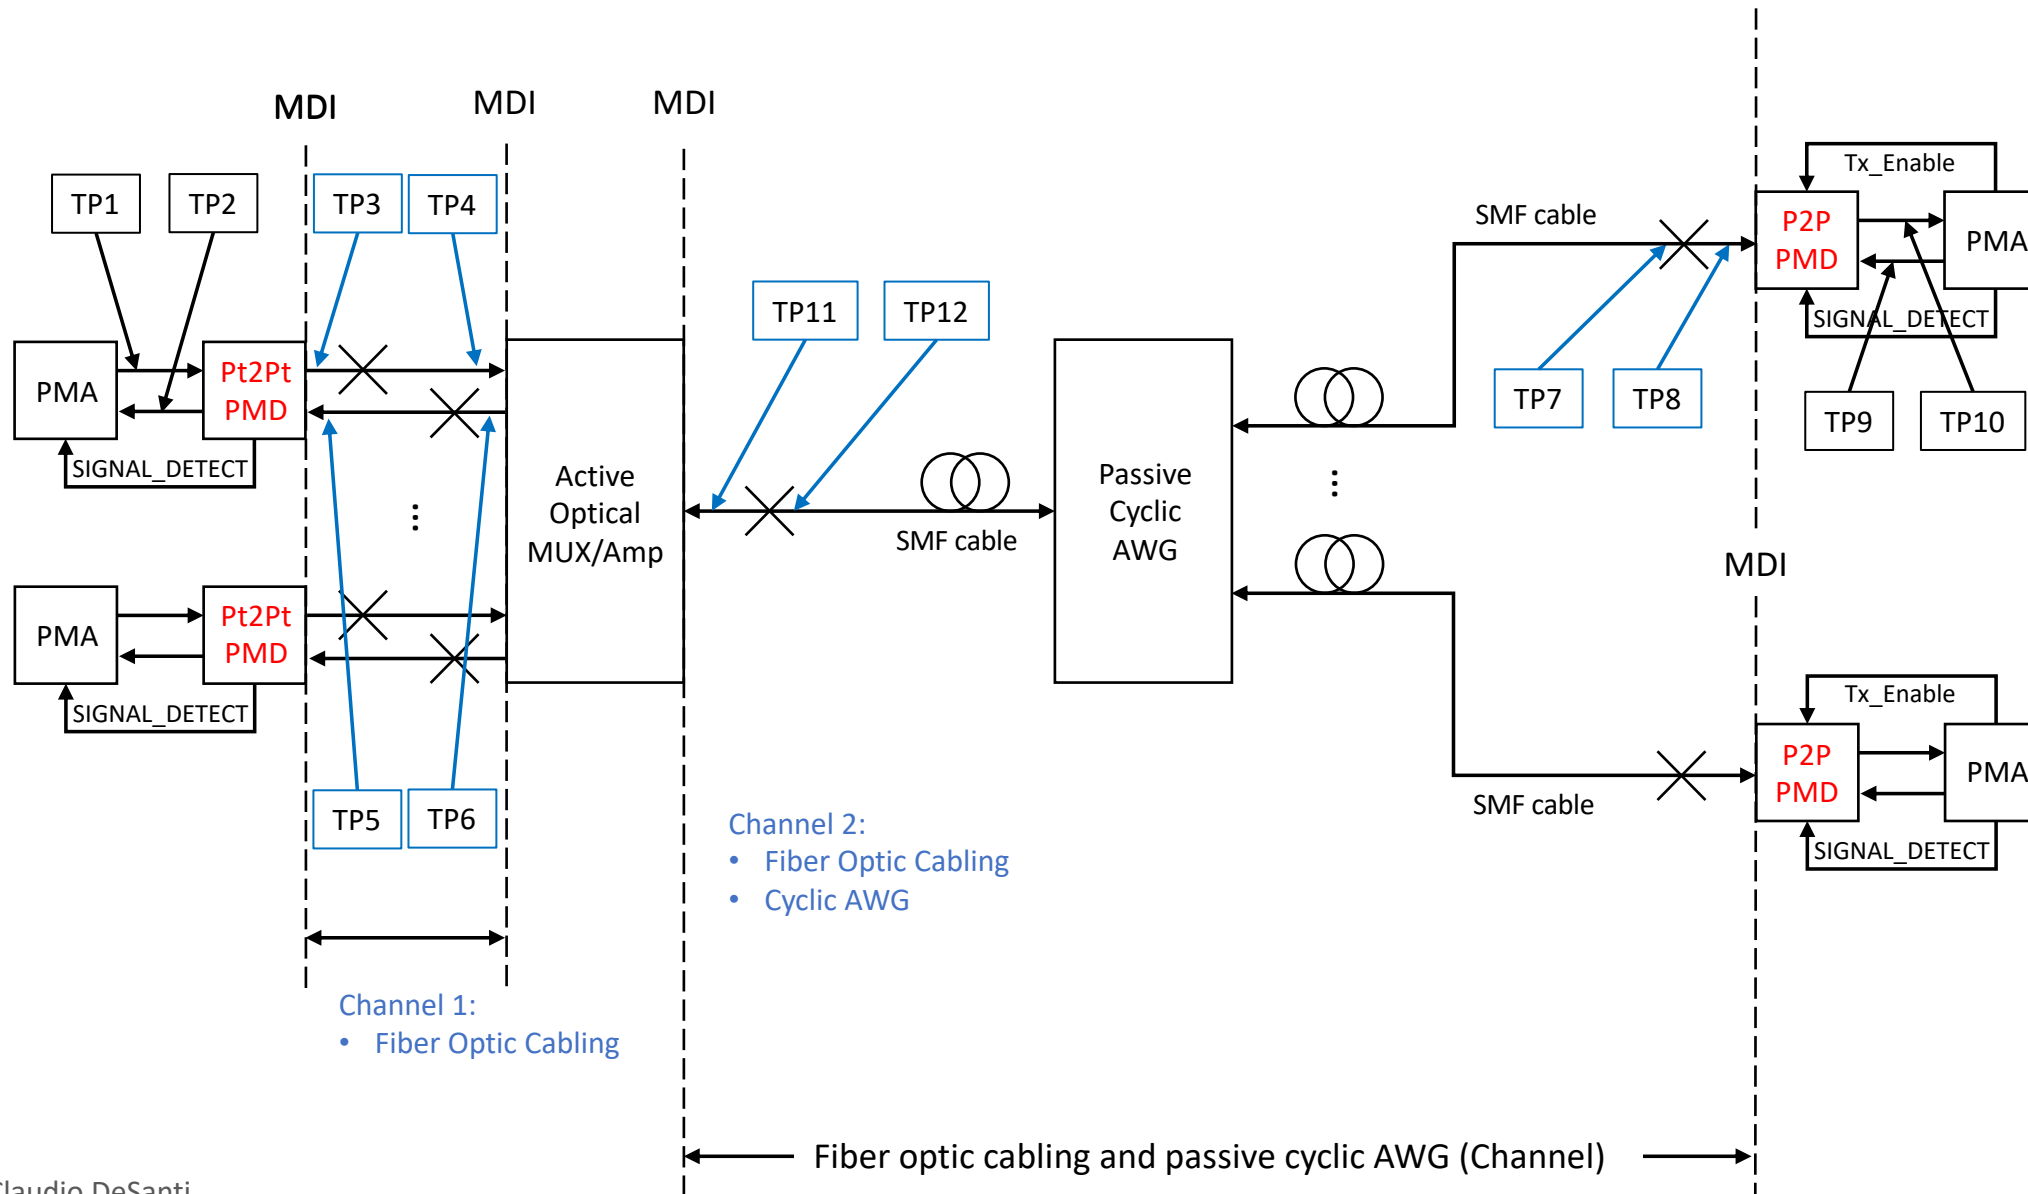 MDI
MDI
MDI
TP1
TP2
TP3
TP4
Tx_Enable
P2P
PMD
PMA
SIGNAL_DETECT
SMF cable
TP11
TP12
TP7
TP8
TP9
TP10
PMA
Pt2Pt
PMD
SIGNAL_DETECT
...
Active
Optical
MUX/Amp
SMF cable
Passive
Cyclic
AWG
...
MDI
PMA
Pt2Pt
PMD
SIGNAL_DETECT
Tx_Enable
P2P
PMD
PMA
SIGNAL_DETECT
SMF cable
TP5
TP6
Channel 2:
• Fiber Optic Cabling
• Cyclic AWG
Channel 1:
• Fiber Optic Cabling
Fiber optic cabling and passive cyclic AWG (Channel)
Claudio DeSanti